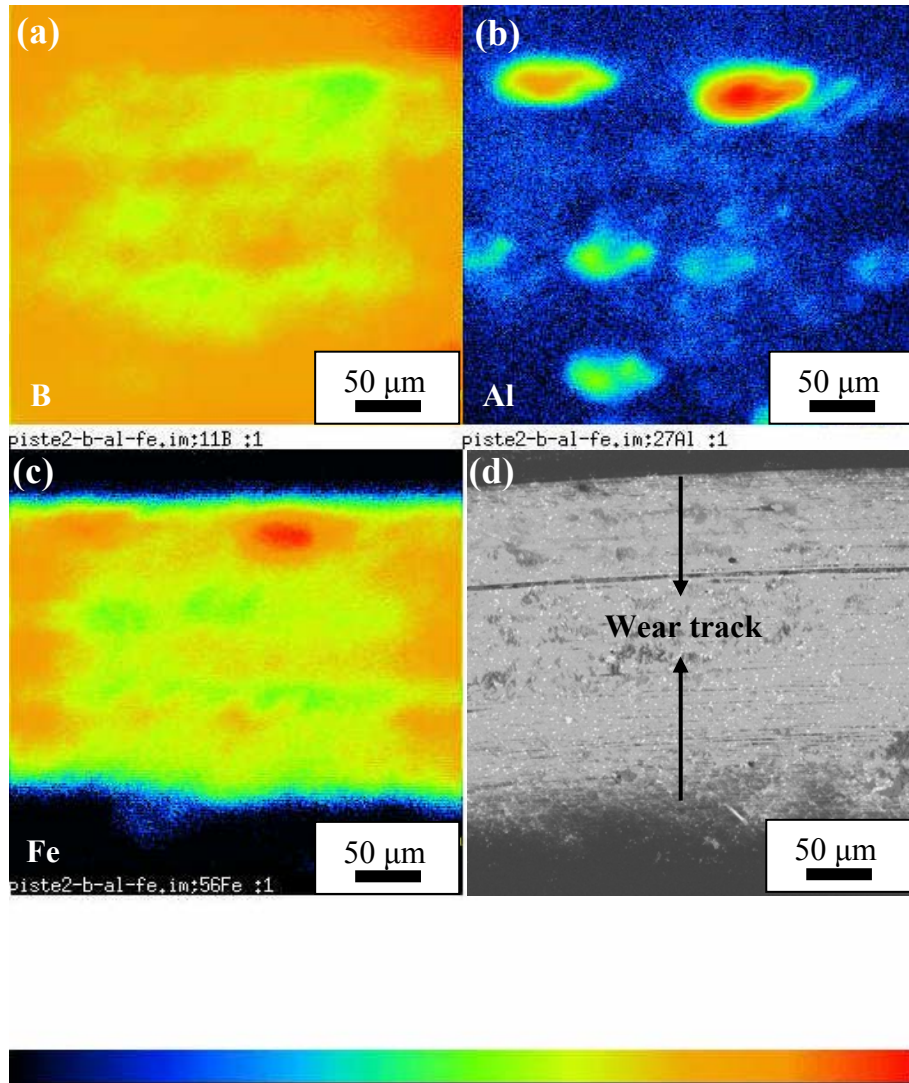 (a)
B
50 µm
piste2-b-al-fe.im;11B :1
(b)
Al
50 µm
piste2-b-al-fe.im;27Al :1
(c)
Fe
50 µm
piste2-b-al-fe.im;56Fe :1
(d)
Wear track
50 µm